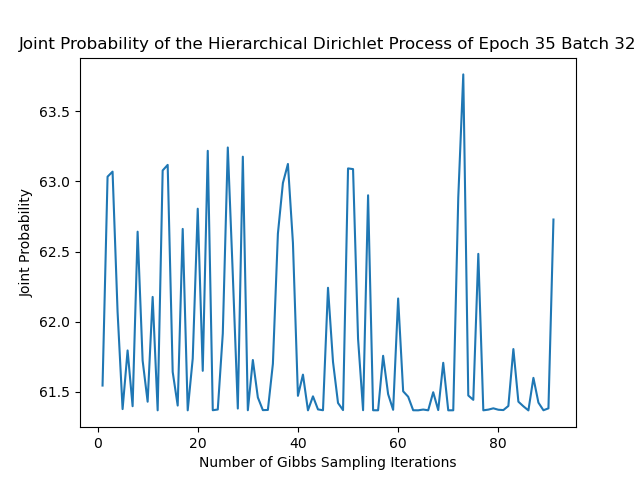 Joint Probability of the Hierarchical Dirichlet Process of Epoch 35 Batch 32
63.5
63.0
62.5
62.0
61.5
Joint Probability
0 20 40 60 80
Number of Gibbs Sampling Iterations